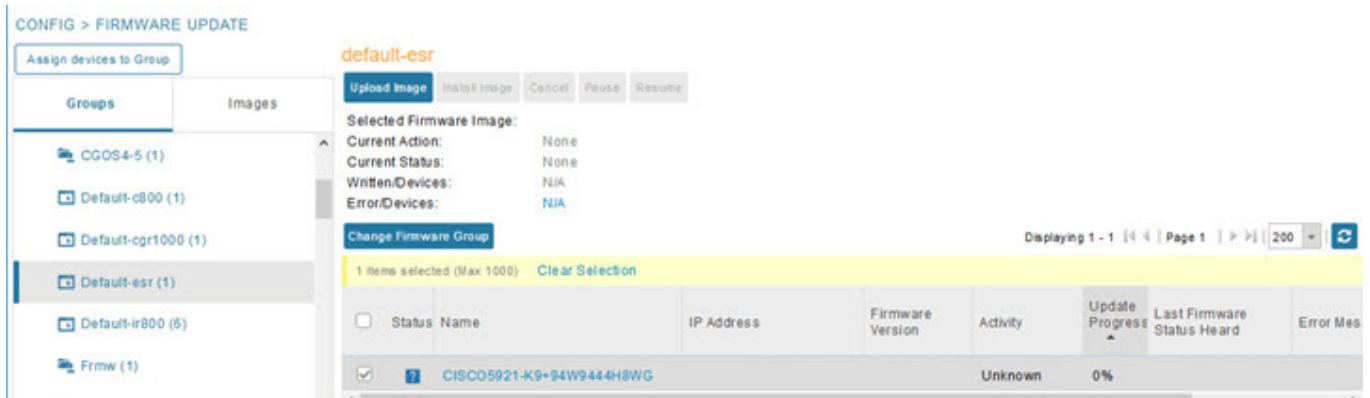 CONFIG > FIRMWARE UPDATE
Assign devices to Group
Groups Images
CGOS4-5 (1)
Default-c800 (1)
Default-cgr1000 (1)
Default-esr (1)
Default-ir800 (6)
Frmw (1)
default-esr
Upload Image Install Image Cancel Pause Resume
Selected Firmware Image:
Current Action: None
Current Status: None
Written/Devices: N/A
Error/Devices: N/A
Change Firmware Group
Displaying 1 - 1 | Page 1 | 200
1 Items selected (Max 1000) Clear Selection
Status Name IP Address Firmware Version Activity Update Progress Last Firmware Status Heard Error Mes
CISCO5921-K9+94W9444H8WG Unknown 0%